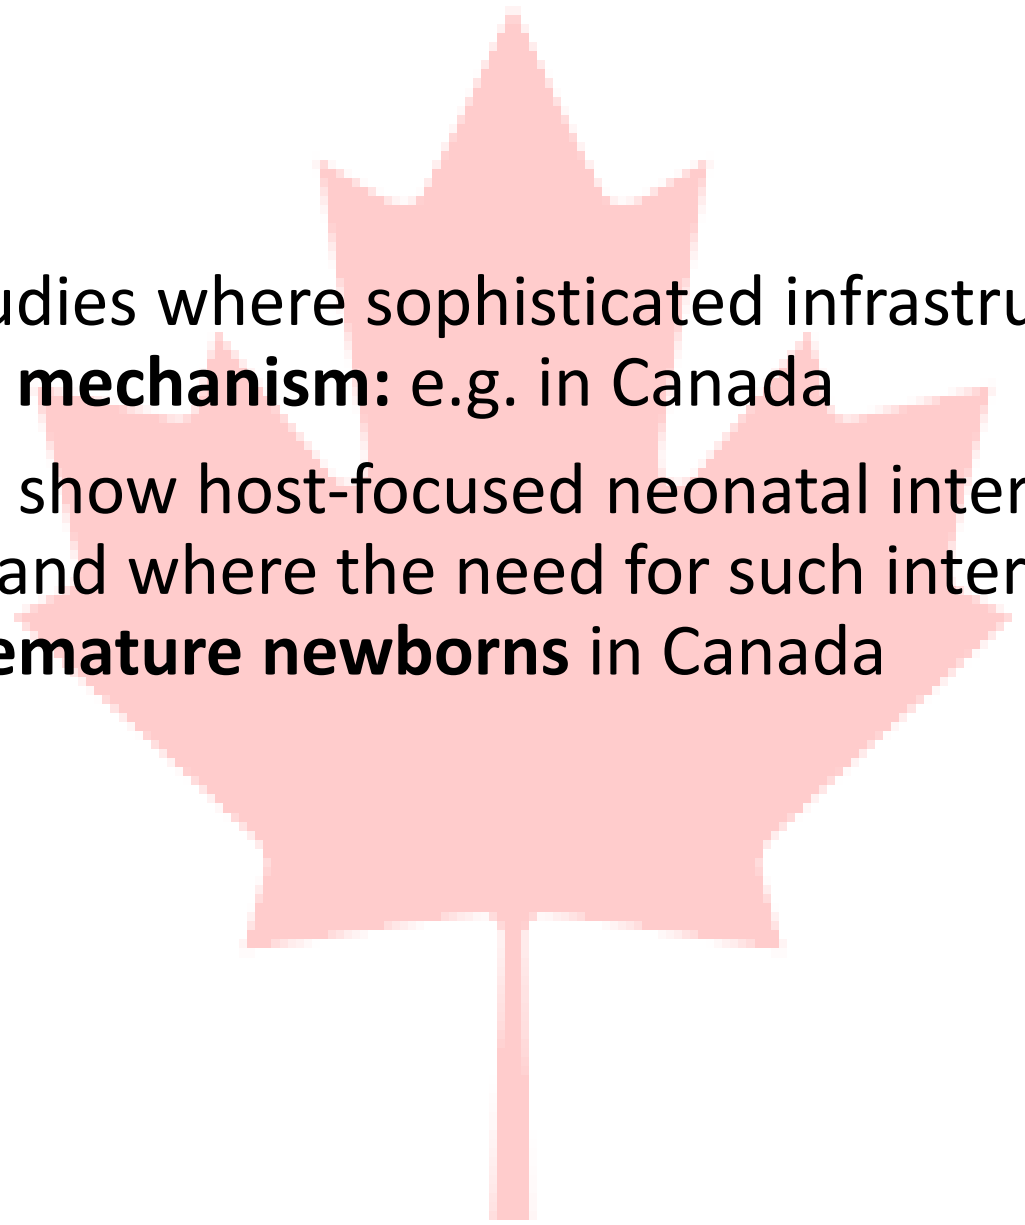 udies where sophisticated infrastru
mechanism: e.g. in Canada
show host-focused neonatal inter
and where the need for such inter
emature newborns in Canada